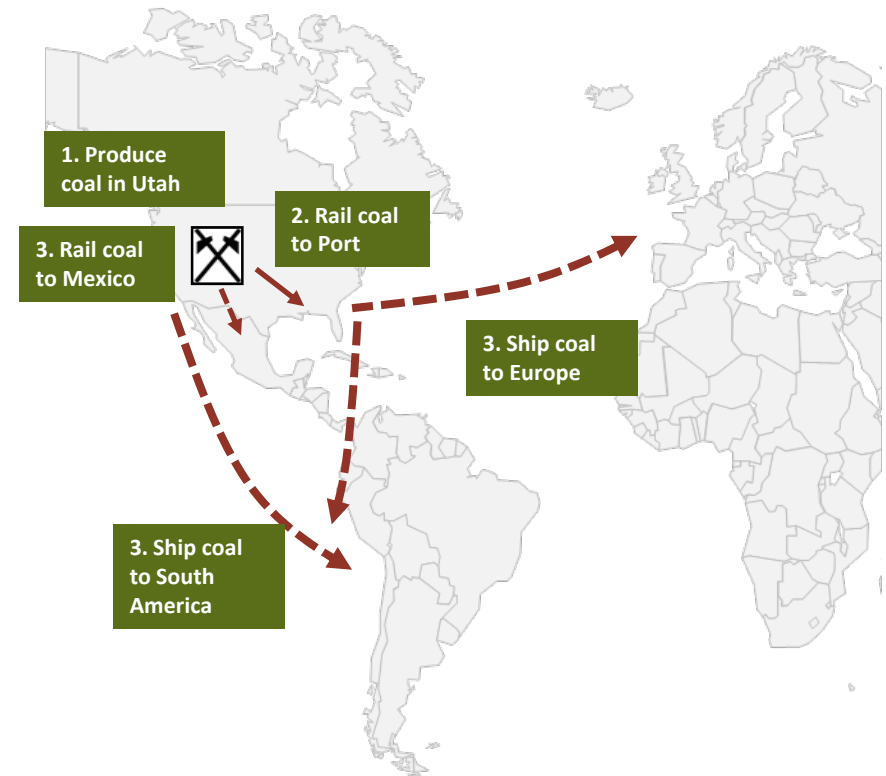 1. Produce
coal in Utah
2. Rail coal
to Port
3. Rail coal
to Mexico
3. Ship coal
to Europe
3. Ship coal
to South
America